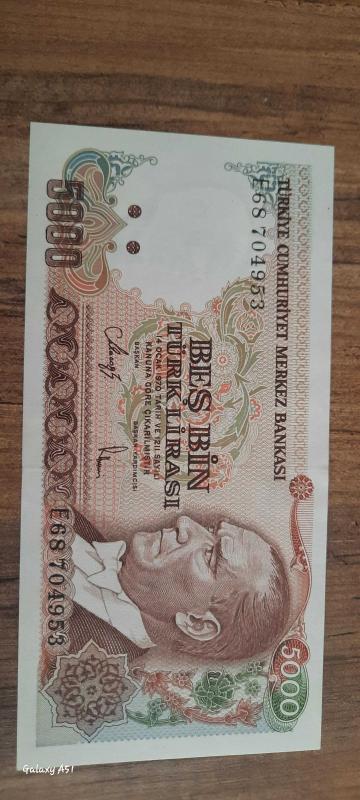 TÜRKİYE CUMHURİYET MERKEZ BANKASI
E68 704953
5000
BEŞ BİN
TÜRK LİRASI
14 OCAK 1970 TARİH VE 1211 SAYILI
KANUNA GÖRE ÇIKARILMIŞTIR
BAŞKAN
BAŞKAN YARDIMCISI
5000
E68 704953
Galaxy A51